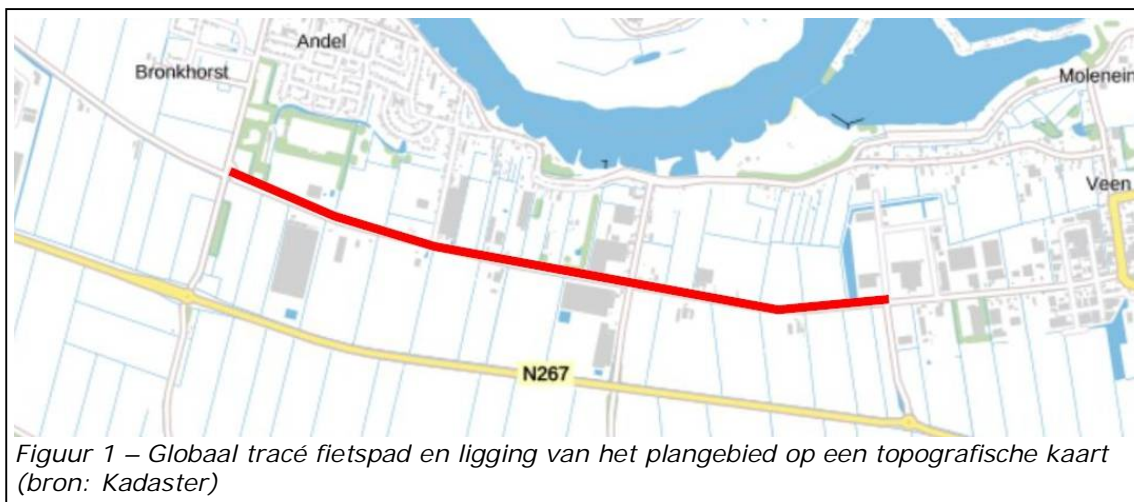 Andel
Bronkhorst
Molenein
Veen
N267
Figuur 1 – Globaal tracé fietspad en ligging van het plangebied op een topografische kaart
(bron: Kadaster)